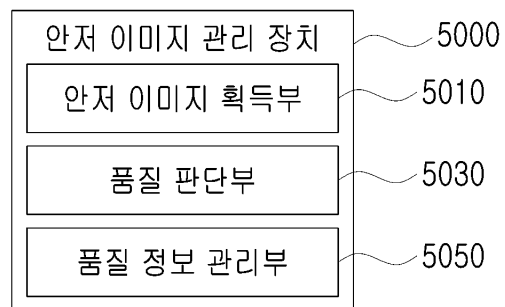 안저 이미지 관리 장치 5000
안저 이미지 획득부 5010
품질 판단부 5030
품질 정보 관리부 5050